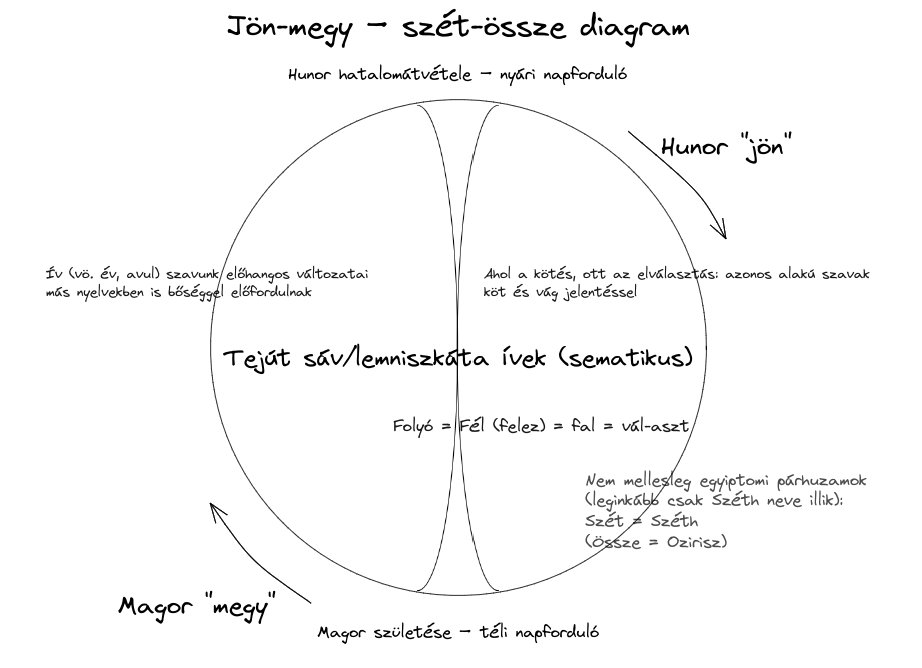 Jön-megy – szét-össze diagram
Hunor hatalomátvétele – nyári napforduló
Hunor "jön"
Ív (vö. év, avul) szavunk előhangos változatai
más nyelvekben is bőséggel előfordulnak
Ahol a kötés, ott az elválasztás: azonos alakú szavak
köt és vág jelentéssel
Tejút sáv/lemniszkáta ívek (sematikus)
Folyó = Fél (felez) = fal = vál-aszt
Nem mellesleg egyiptomi párhuzamok
(leginkább csak Széth neve illik):
Szét = Széth
(össze = Ozirisz)
Magor "megy"
Magor születése – téli napforduló